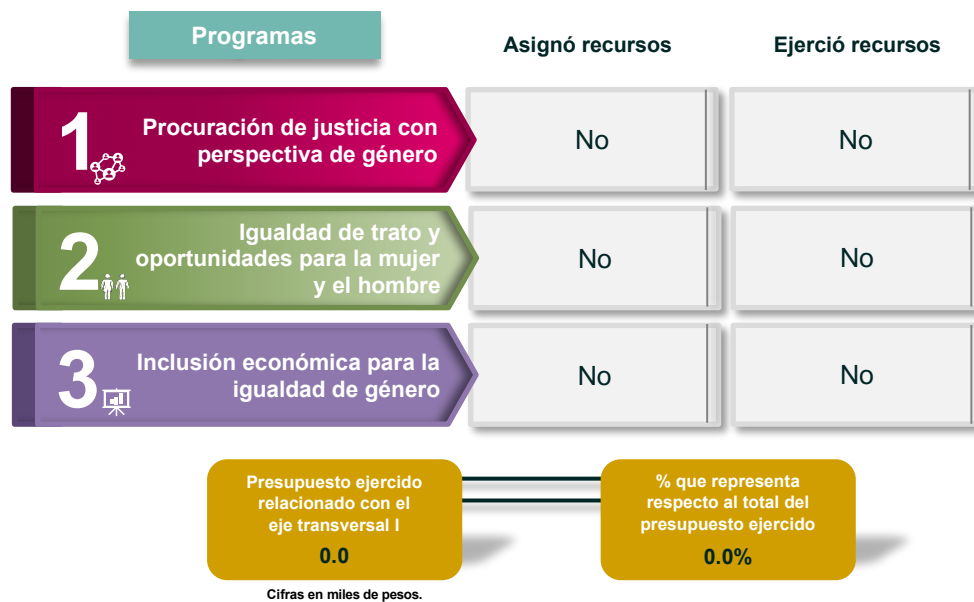 Programas
Asignó recursos
Ejerció recursos
1
Procuración de justicia con
perspectiva de género
No
No
2
Igualdad de trato y
oportunidades para la mujer
y el hombre
No
No
3
Inclusión económica para la
igualdad de género
No
No
Presupuesto ejercido
relacionado con el
eje transversal I
0.0
% que representa
respecto al total del
presupuesto ejercido
0.0%
Cifras en miles de pesos.